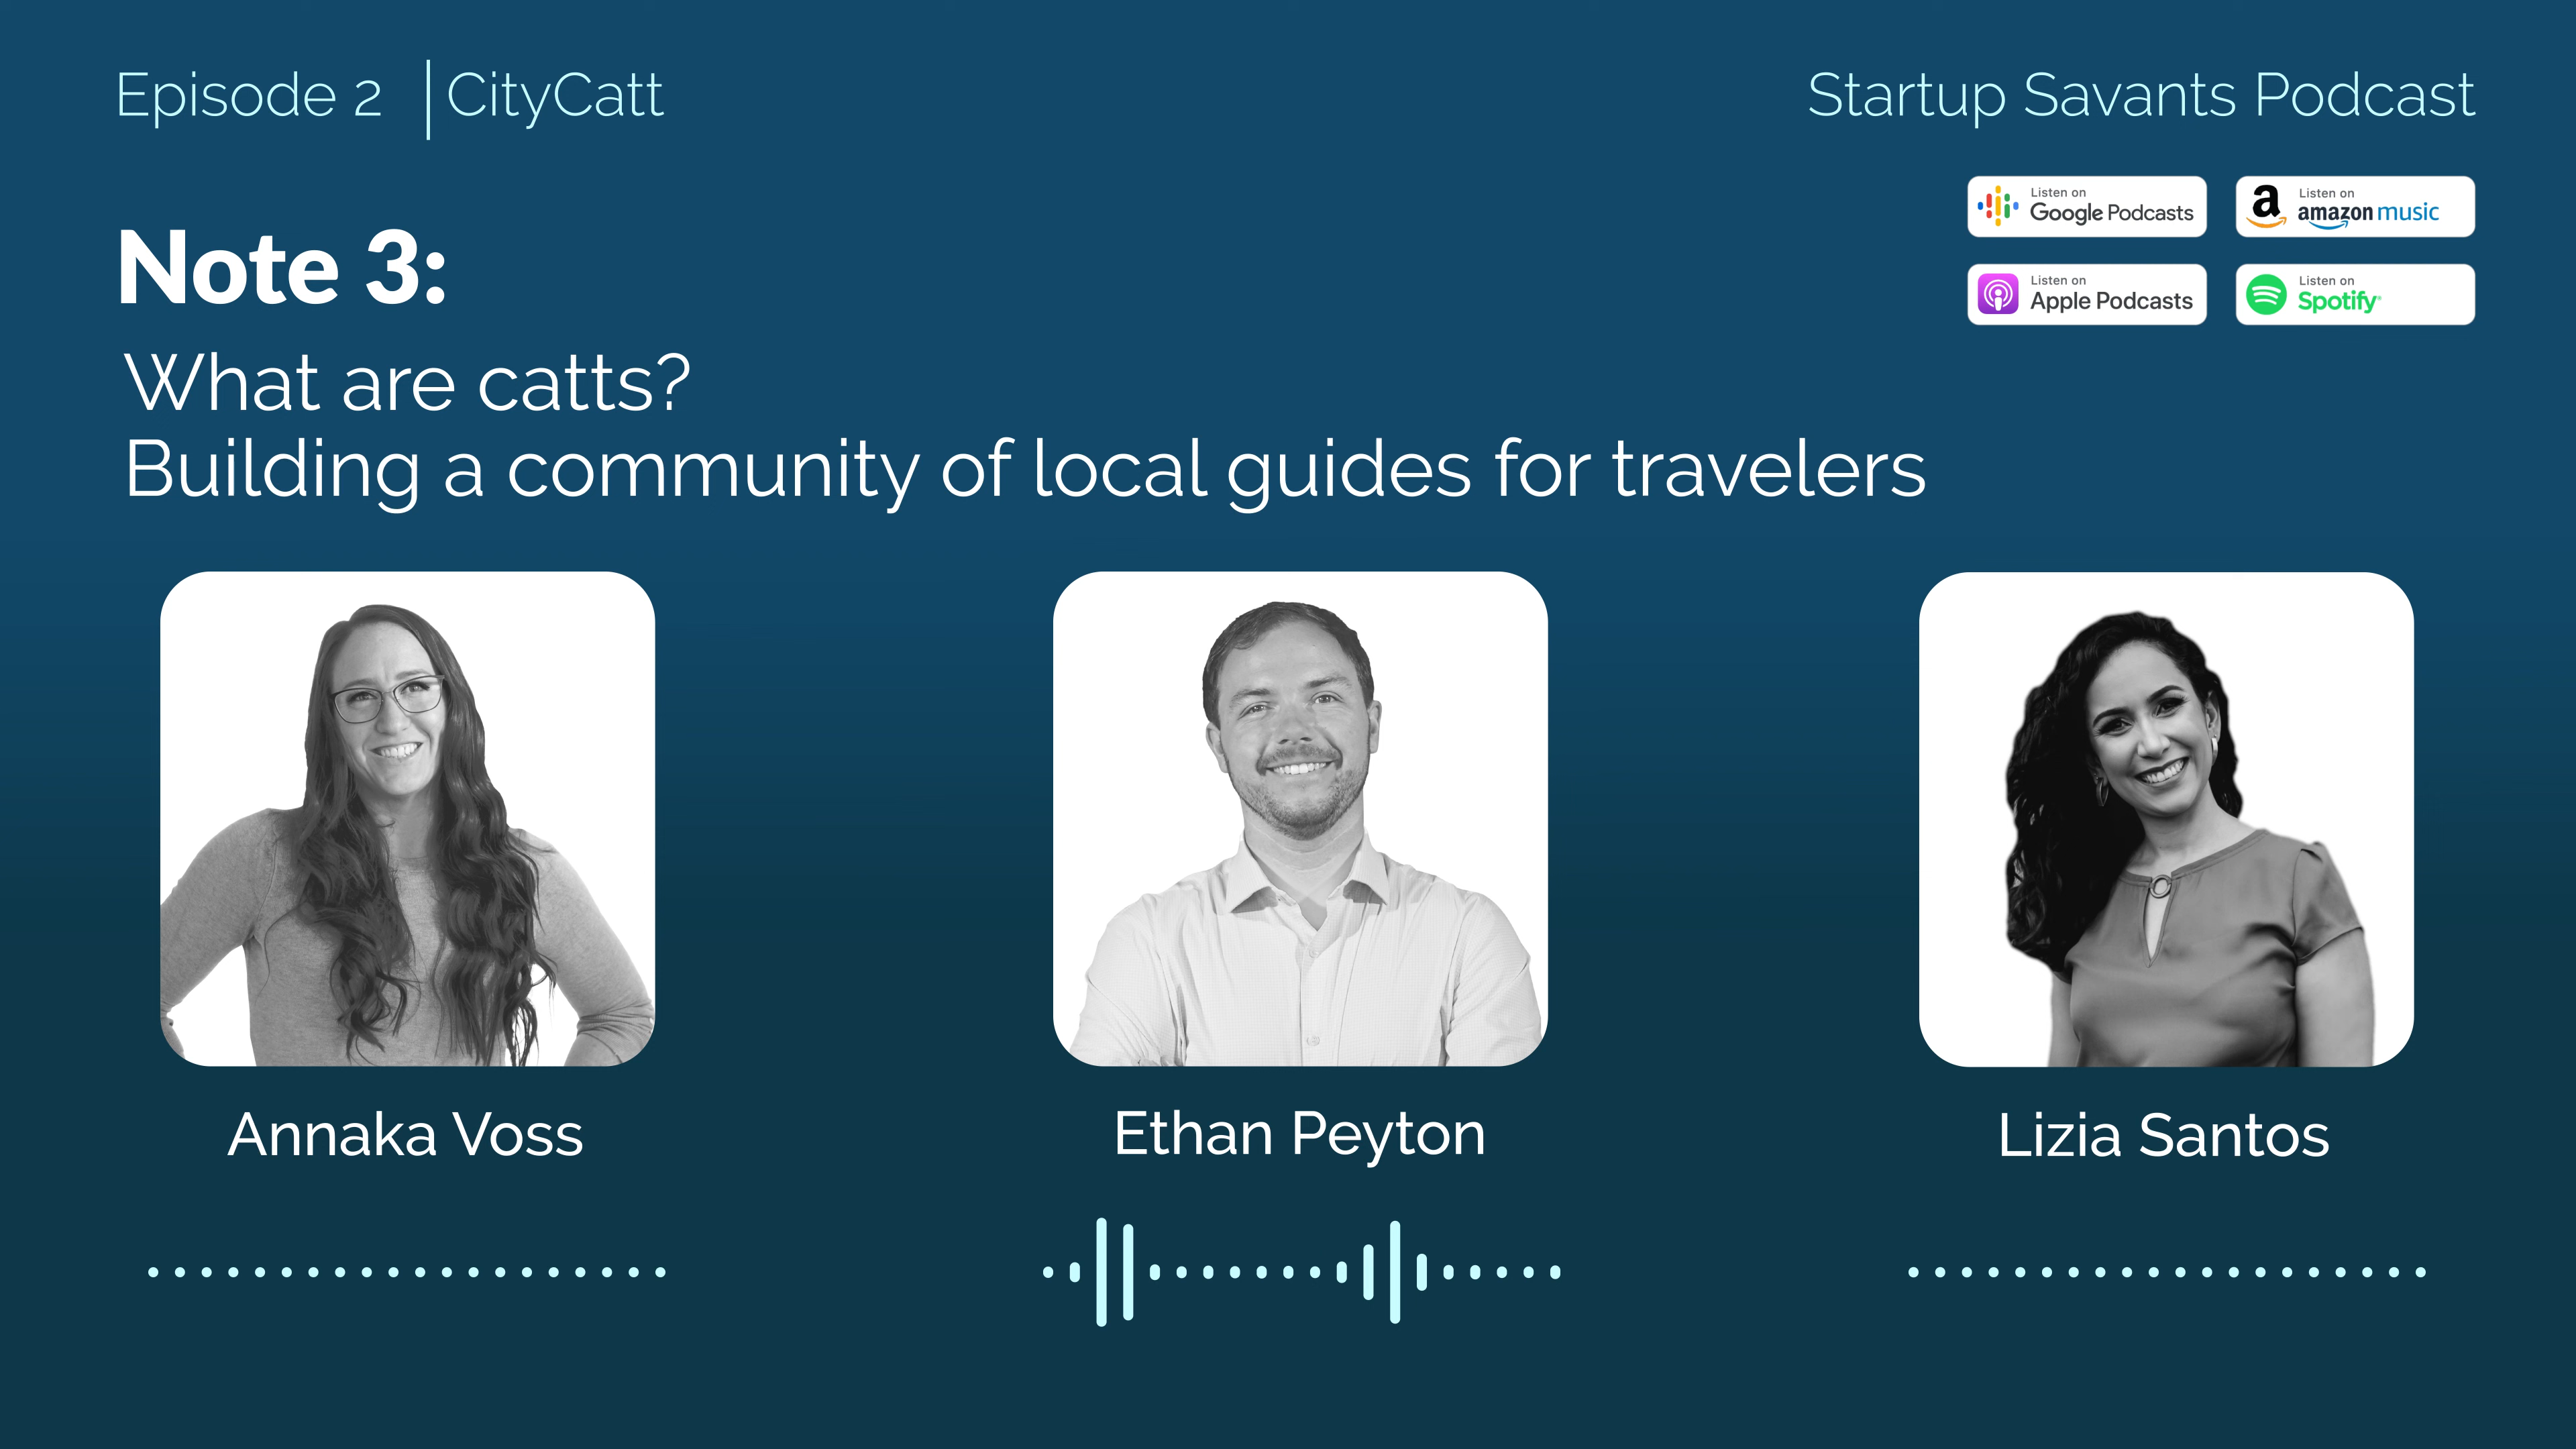 Episode 2 | CityCatt
Startup Savants Podcast
Listen on
Google Podcasts
Listen on
amazon music
Listen on
Apple Podcasts
Listen on
Spotify
Note 3:
What are catts?
Building a community of local guides for travelers
Annaka Voss
Ethan Peyton
Lizia Santos